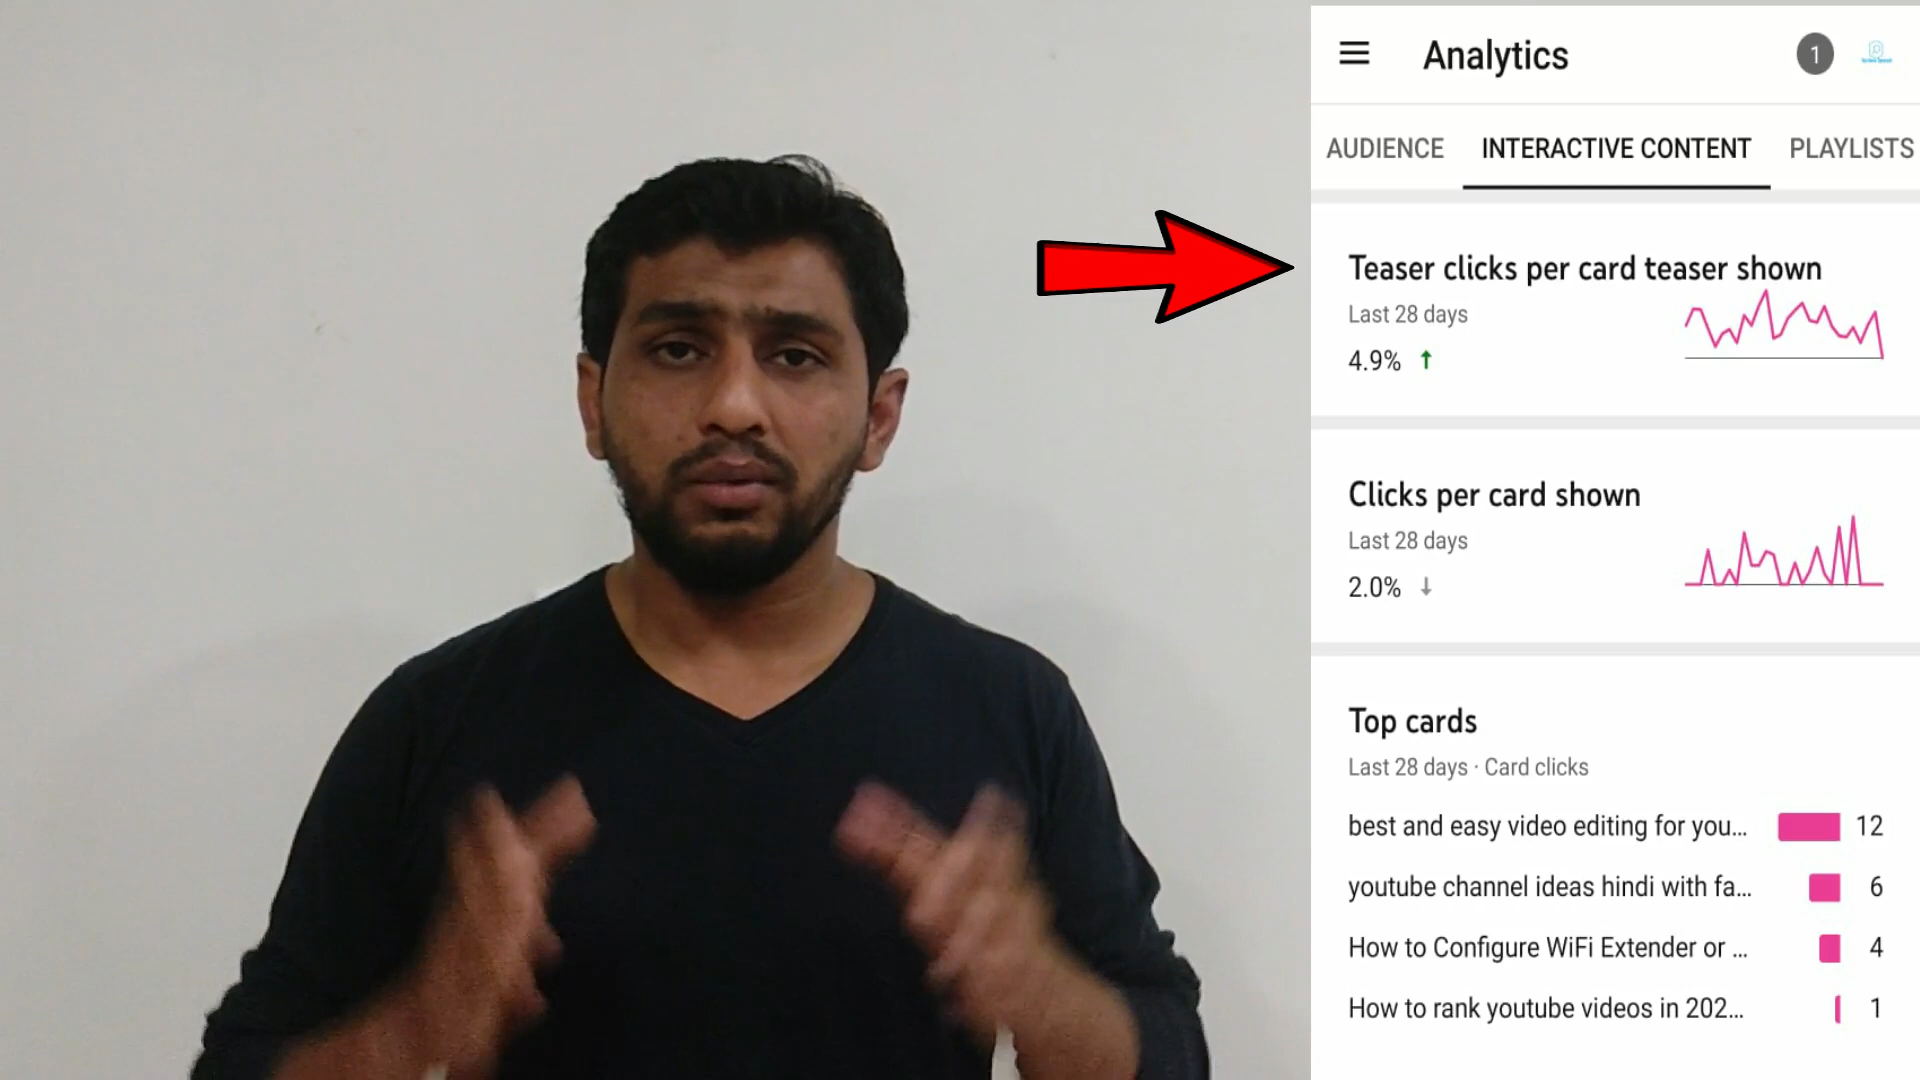 Analytics
1
AUDIENCE
INTERACTIVE CONTENT
PLAYLISTS
Teaser clicks per card teaser shown
Last 28 days
4.9% ↑
Clicks per card shown
Last 28 days
2.0% ↓
Top cards
Last 28 days · Card clicks
best and easy video editing for you... 12
youtube channel ideas hindi with fa... 6
How to Configure WiFi Extender or ... 4
How to rank youtube videos in 202... 1